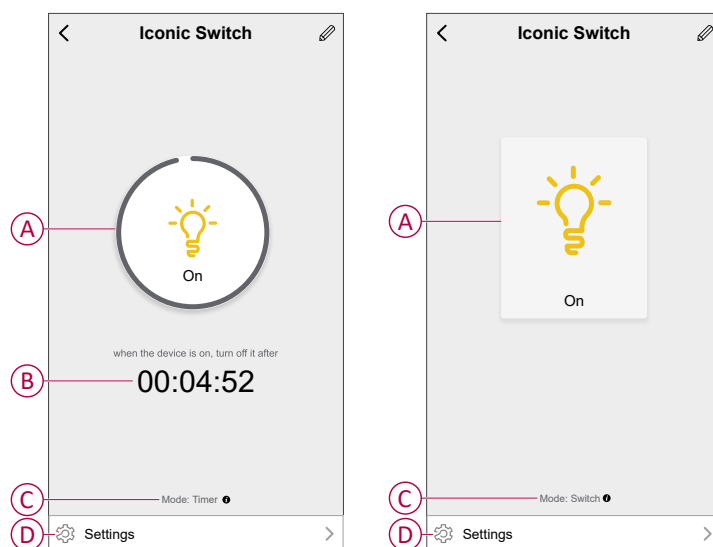 Iconic Switch
A
On
when the device is on, turn off it after
B
00:04:52
C
Mode: Timer
D
Settings
Iconic Switch
A
On
C
Mode: Switch
D
Settings